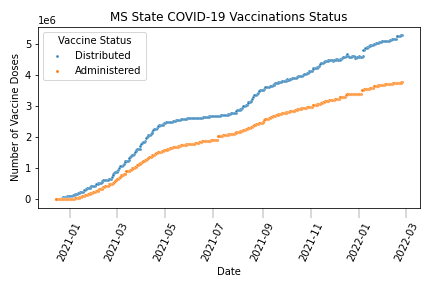 MS State COVID-19 Vaccinations Status
1e6
Vaccine Status
Distributed
Administered
Number of Vaccine Doses
5
4
3
2
1
0
2021-01
2021-03
2021-05
2021-07
2021-09
2021-11
2022-01
2022-03
Date